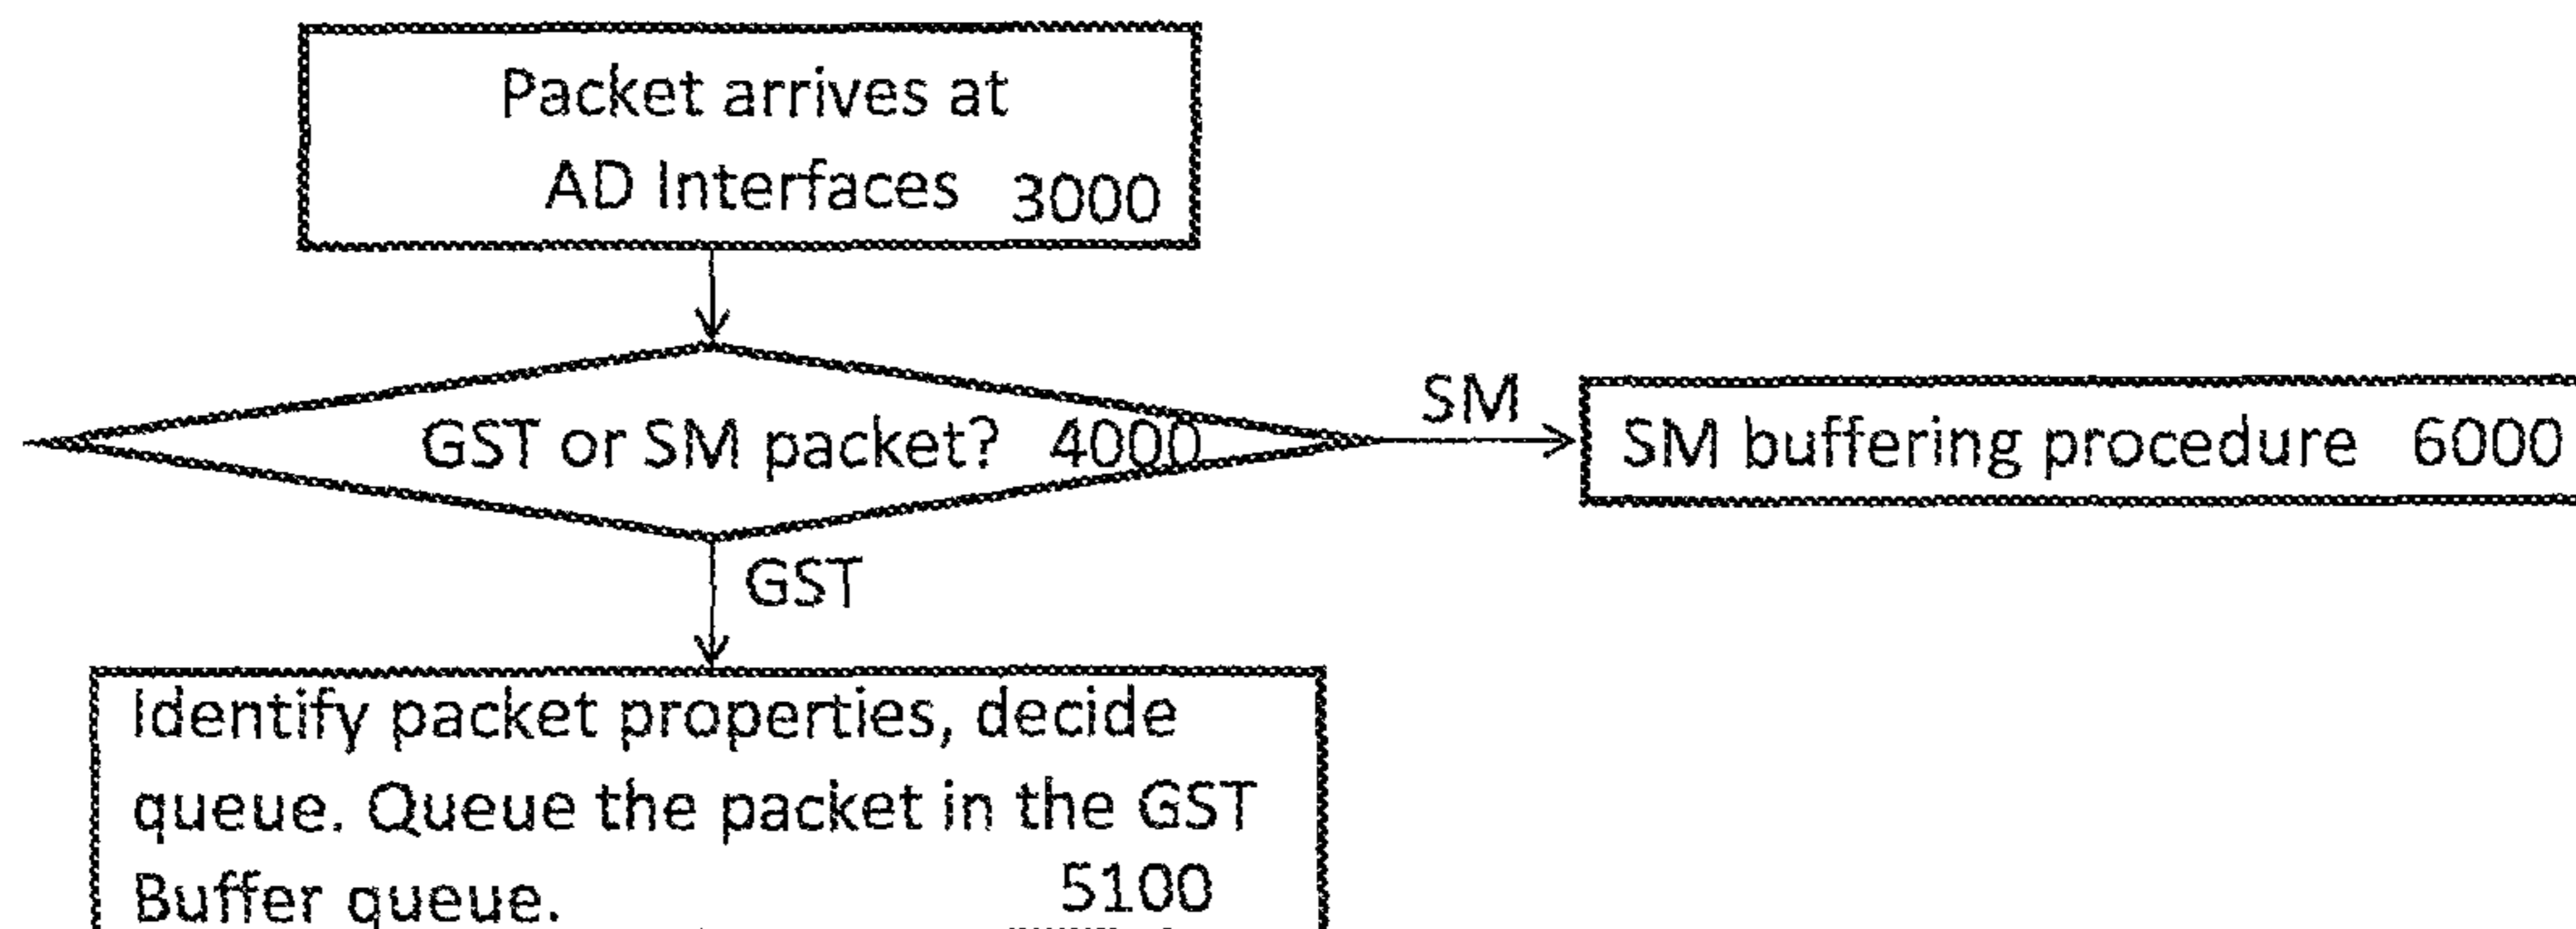 Packet arrives at
AD Interfaces 3000
GST or SM packet? 4000
SM
SM buffering procedure 6000
GST
Identify packet properties, decide
queue. Queue the packet in the GST
Buffer queue. 5100